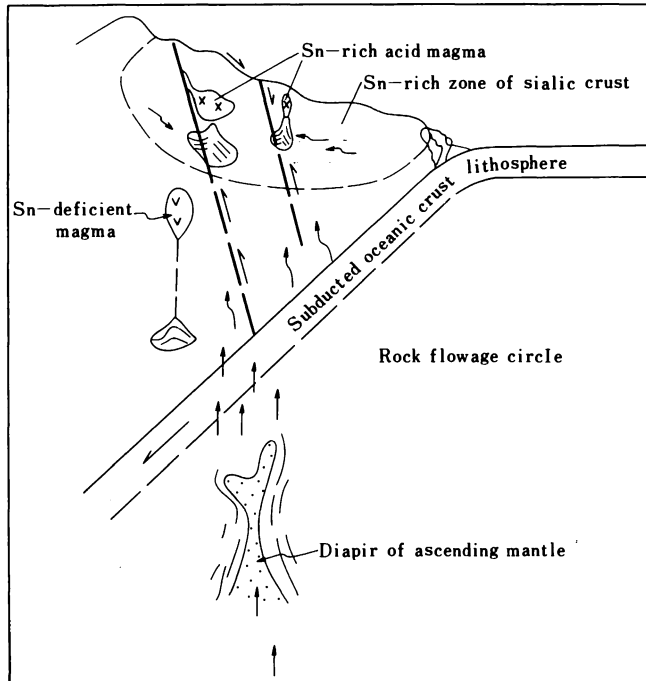 Sn-rich acid magma
Sn-rich zone of sialic crust
lithosphere
Sn-deficient
magma
Subducted oceanic crust
Rock flowage circle
Diapir of ascending mantle